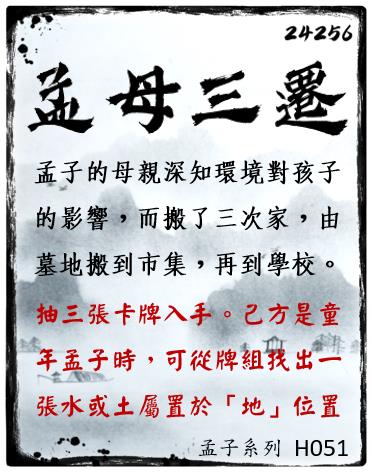 24256
孟母三遷
孟子的母親深知環境對孩子
的影響，而搬了三次家，由
墓地搬到市集，再到學校。
抽三張卡牌入手。己方是童
年孟子時，可從牌組找出一
張水或土屬置於「地」位置
孟子系列 H051